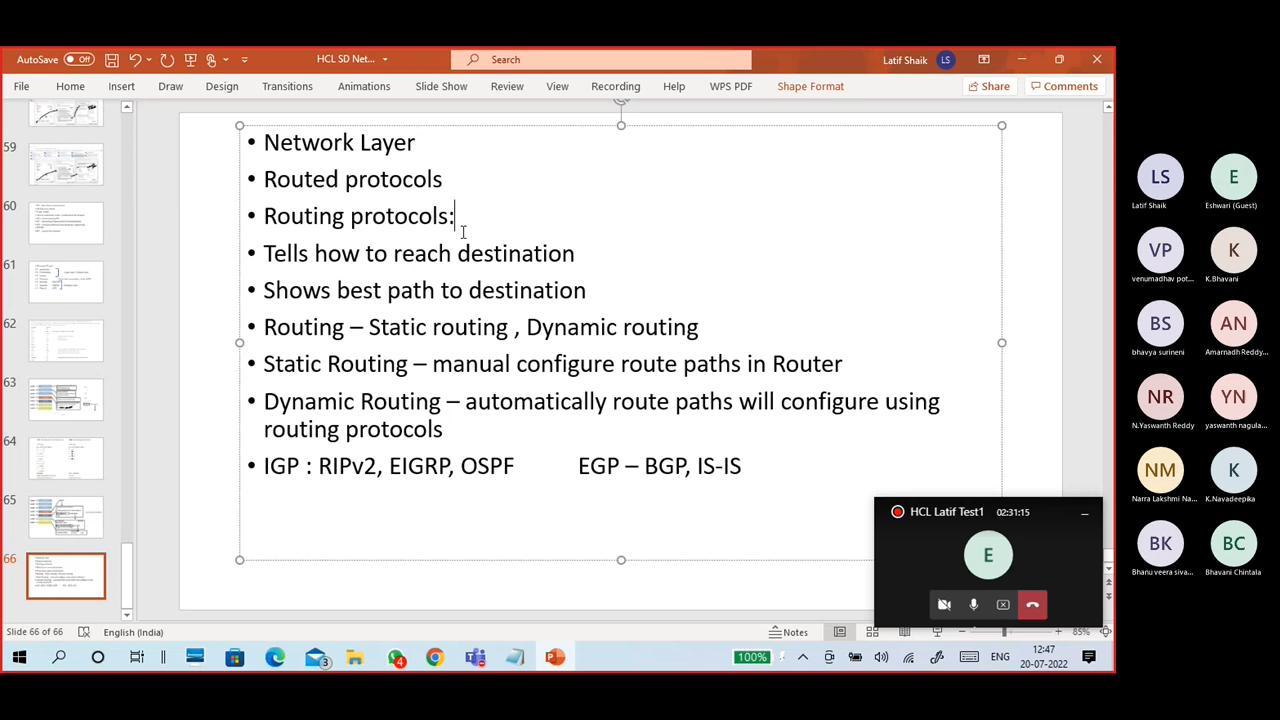 AutoSave Off HCL SD Net... Search Latif Shaik LS
File Home Insert Draw Design Transitions Animations Slide Show Review View Recording Help WPS PDF Shape Format Share Comments
59
60
61
62
63
64
65
66
• Network Layer
• Routed protocols
• Routing protocols:
• Tells how to reach destination
• Shows best path to destination
• Routing – Static routing , Dynamic routing
• Static Routing – manual configure route paths in Router
• Dynamic Routing – automatically route paths will configure using
routing protocols
• IGP : RIPv2, EIGRP, OSPF EGP – BGP, IS-IS
HCL Latif Test1 02:31:15
E
Slide 66 of 66 English (India) Notes 85%
3 4 100% ENG 12:47
20-07-2022
LS E
Latif Shaik Eshwari (Guest)
VP K
venumadhav pot... K.Bhavani
BS AN
bhavya surineni Amarnadh Reddy...
NR YN
N.Yaswanth Reddy yaswanth nagula...
NM K
Narra Lakshmi Na... K.Navadeepika
BK BC
Bhanu veera siva... Bhavani Chintala